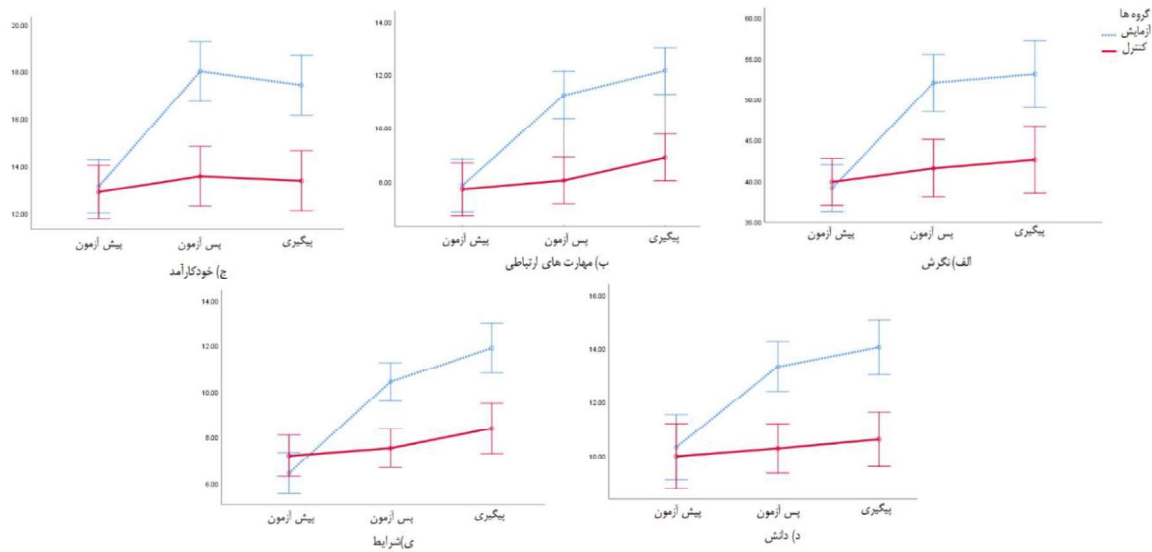 گروه ها
آزمایش
کنترل
60.00
55.00
50.00
45.00
40.00
35.00
پیش آزمون
پس آزمون
پیگیری
الف) نگرش
14.00
12.00
10.00
8.00
پیش آزمون
پس آزمون
پیگیری
ب) مهارت های ارتباطی
20.00
18.00
16.00
14.00
12.00
پیش آزمون
پس آزمون
پیگیری
ج) خودکارآمد
16.00
14.00
12.00
10.00
پیش آزمون
پس آزمون
پیگیری
د) دانش
14.00
12.00
10.00
8.00
6.00
پیش آزمون
پس آزمون
پیگیری
ی)شرایط